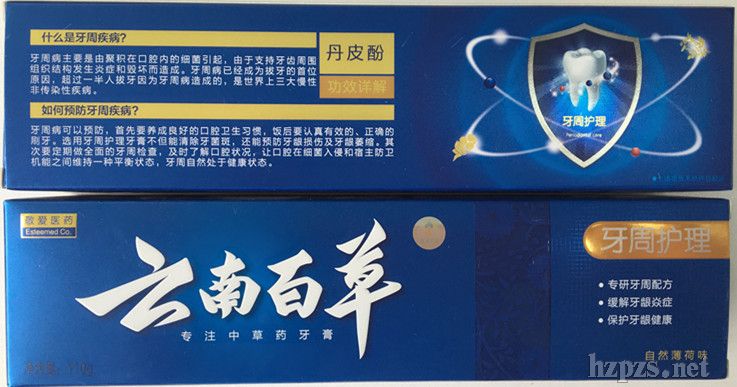 什么是牙周疾病?
牙周病主要是由聚积在口腔内的细菌引起，由于支持牙齿周围
组织结构发生炎症和毁坏而造成。牙周病已经成为拔牙的首位
原因，超过一半人拔牙因为牙周病造成的，是世界上三大慢性
非传染性疾病。
如何预防牙周疾病?
牙周病可以预防，首先要养成良好的口腔卫生习惯，饭后要认真有效的、正确的
刷牙。选用牙周护理牙膏不但能清除牙菌斑，还能预防牙龈损伤及牙龈萎缩。其
次要定期做全面的牙周检查，及时了解口腔状况，让口腔在细菌入侵和宿主防卫
机能之间维持一种平衡状态，牙周自然处于健康状态。
丹皮酚
功效详解
牙周护理
Periodontal care
敬爱医药
Esteemed Co.
云南百草
专注中草药牙膏
净含量：110g
牙周护理
• 专研牙周配方
• 缓解牙龈焱症
• 保护牙龈健康
自然薄荷味
hzpzs.net